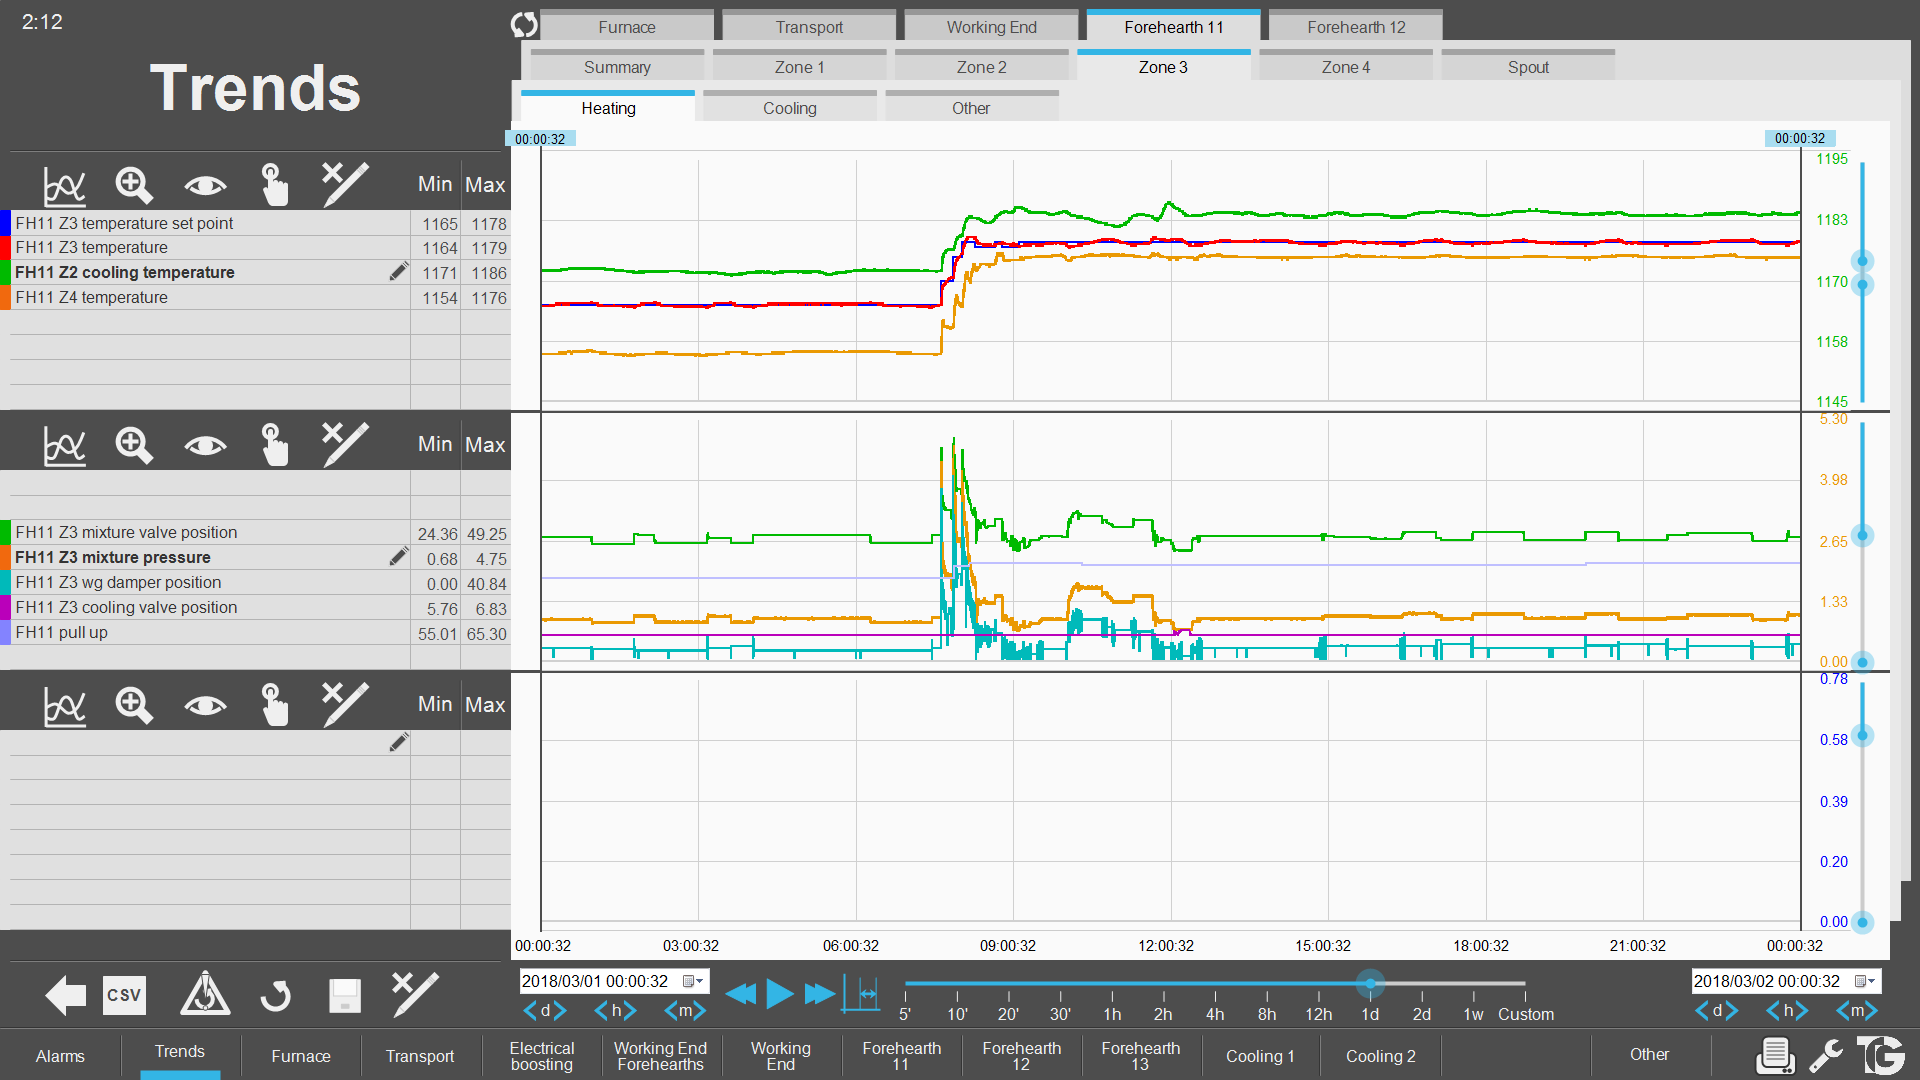 2:12
Trends
Furnace
Transport
Working End
Forehearth 11
Forehearth 12
Summary
Zone 1
Zone 2
Zone 3
Zone 4
Spout
Heating
Cooling
Other
00:00:32
00:00:32
Min Max
FH11 Z3 temperature set point 1165 1178
FH11 Z3 temperature 1164 1179
FH11 Z2 cooling temperature 1171 1186
FH11 Z4 temperature 1154 1176
1195
1183
1170
1158
1145
Min Max
FH11 Z3 mixture valve position 24.36 49.25
FH11 Z3 mixture pressure 0.68 4.75
FH11 Z3 wg damper position 0.00 40.84
FH11 Z3 cooling valve position 5.76 6.83
FH11 pull up 55.01 65.30
5.30
3.98
2.65
1.33
0.00
Min Max
0.78
0.58
0.39
0.20
0.00
00:00:32 03:00:32 06:00:32 09:00:32 12:00:32 15:00:32 18:00:32 21:00:32 00:00:32
CSV
2018/03/01 00:00:32
d h m
5' 10' 20' 30' 1h 2h 4h 8h 12h 1d 2d 1w Custom
2018/03/02 00:00:32
d h m
Alarms
Trends
Furnace
Transport
Electrical
boosting
Working End
Forehearths
Working
End
Forehearth
11
Forehearth
12
Forehearth
13
Cooling 1
Cooling 2
Other
TG